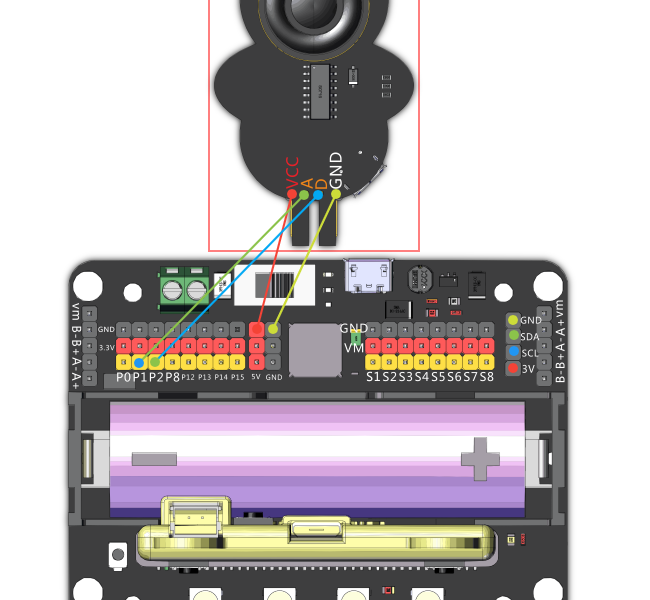 VCC A D GND
GND
3.3V
P0 P1 P2 P8 P12 P13 P14 P15 5V GND
vm B- B+ A- A+
GND
VM
S1 S2 S3 S4 S5 S6 S7 S8
GND
SDA
SCL
3V
B- B+ A- A+ vm